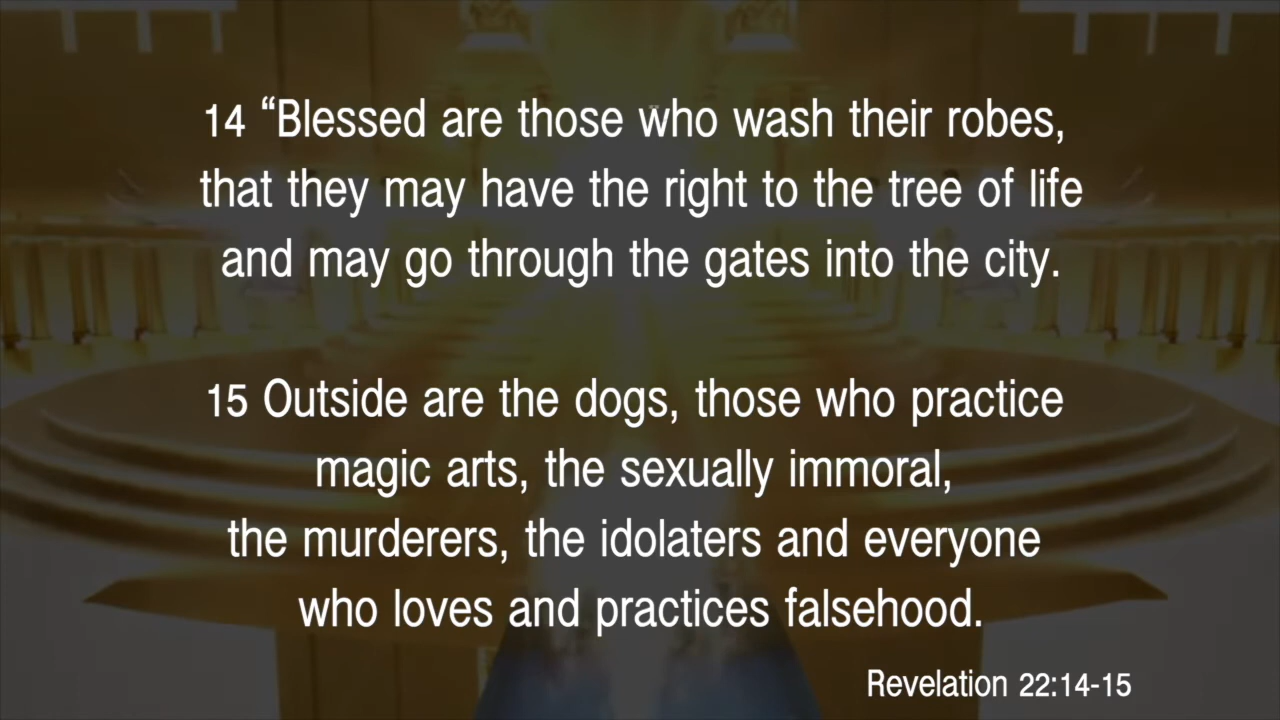 14 “Blessed are those who wash their robes,
that they may have the right to the tree of life
and may go through the gates into the city.
15 Outside are the dogs, those who practice
magic arts, the sexually immoral,
the murderers, the idolaters and everyone
who loves and practices falsehood.
Revelation 22:14-15